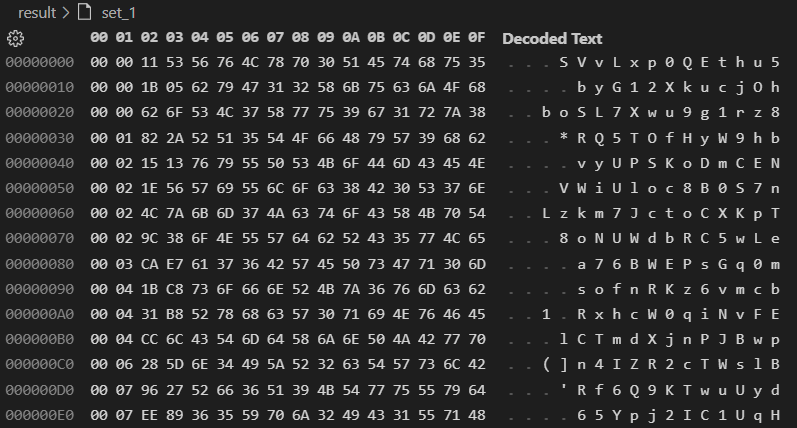 result > set_1
00 01 02 03 04 05 06 07 08 09 0A 0B 0C 0D 0E 0F Decoded Text
00000000 00 00 11 53 56 76 4C 78 70 30 51 45 74 68 75 35 . . . S V v L x p 0 Q E t h u 5
00000010 00 00 1B 05 62 79 47 31 32 58 6B 75 63 6A 4F 68 . . . . b y G 1 2 X k u c j O h
00000020 00 00 62 6F 53 4C 37 58 77 75 39 67 31 72 7A 38 . . b o S L 7 X w u 9 g 1 r z 8
00000030 00 01 82 2A 52 51 35 54 4F 66 48 79 57 39 68 62 . . . * R Q 5 T O f H y W 9 h b
00000040 00 02 15 13 76 79 55 50 53 4B 6F 44 6D 43 45 4E . . . . v y U P S K o D m C E N
00000050 00 02 1E 56 57 69 55 6C 6F 63 38 42 30 53 37 6E . . . V W i U l o c 8 B 0 S 7 n
00000060 00 02 4C 7A 6B 6D 37 4A 63 74 6F 43 58 4B 70 54 . . L z k m 7 J c t o C X K p T
00000070 00 02 9C 38 6F 4E 55 57 64 62 52 43 35 77 4C 65 . . . 8 o N U W d b R C 5 w L e
00000080 00 03 CA E7 61 37 36 42 57 45 50 73 47 71 30 6D . . . . a 7 6 B W E P s G q 0 m
00000090 00 04 1B C8 73 6F 66 6E 52 4B 7A 36 76 6D 63 62 . . . . s o f n R K z 6 v m c b
000000A0 00 04 31 B8 52 78 68 63 57 30 71 69 4E 76 46 45 . . 1 . R x h c W 0 q i N v F E
000000B0 00 04 CC 6C 43 54 6D 64 58 6A 6E 50 4A 42 77 70 . . . l C T m d X j n P J B w p
000000C0 00 06 28 5D 6E 34 49 5A 52 32 63 54 57 73 6C 42 . . ( ] n 4 I Z R 2 c T W s l B
000000D0 00 07 96 27 52 66 36 51 39 4B 54 77 75 55 79 64 . . . ' R f 6 Q 9 K T w u U y d
000000E0 00 07 EE 89 36 35 59 70 6A 32 49 43 31 55 71 48 . . . . 6 5 Y p j 2 I C 1 U q H